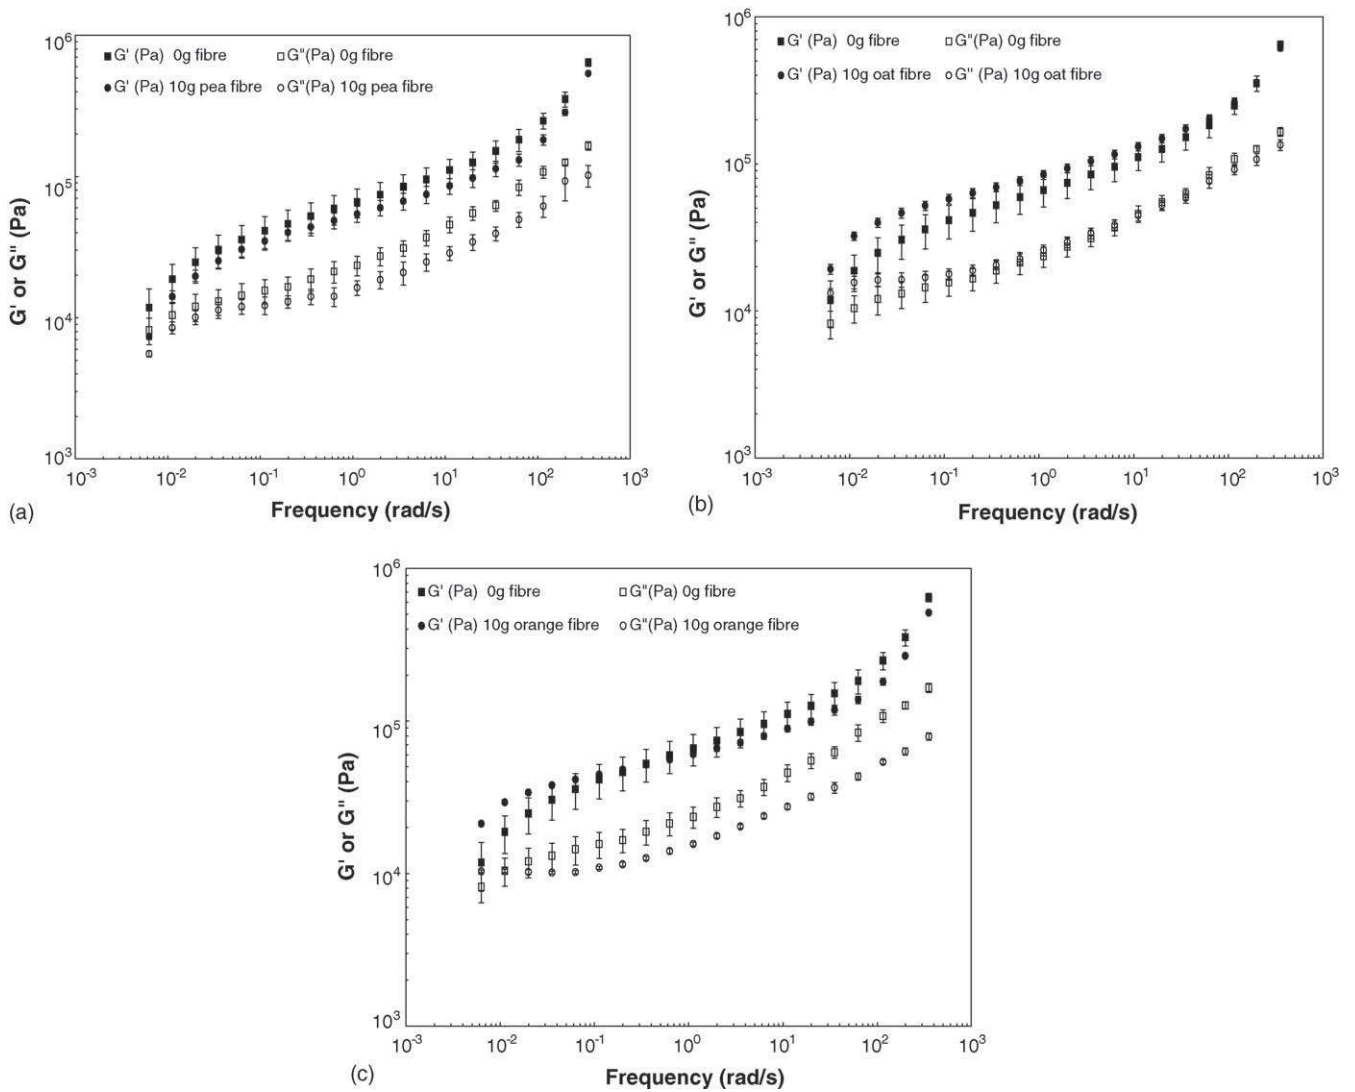 10^6
G' (Pa) 0g fibre G"(Pa) 0g fibre
G' (Pa) 10g pea fibre G"(Pa) 10g pea fibre
10^5
G' or G" (Pa)
10^4
10^3
10^-3 10^-2 10^-1 10^0 10^1 10^2 10^3
Frequency (rad/s)
(a)
10^6
G' (Pa) 0g fibre G"(Pa) 0g fibre
G' (Pa) 10g oat fibre G" (Pa) 10g oat fibre
10^5
G' or G" (Pa)
10^4
10^3
10^-3 10^-2 10^-1 10^0 10^1 10^2 10^3
Frequency (rad/s)
(b)
10^6
G' (Pa) 0g fibre G"(Pa) 0g fibre
G' (Pa) 10g orange fibre G"(Pa) 10g orange fibre
10^5
G' or G" (Pa)
10^4
10^3
10^-3 10^-2 10^-1 10^0 10^1 10^2 10^3
Frequency (rad/s)
(c)